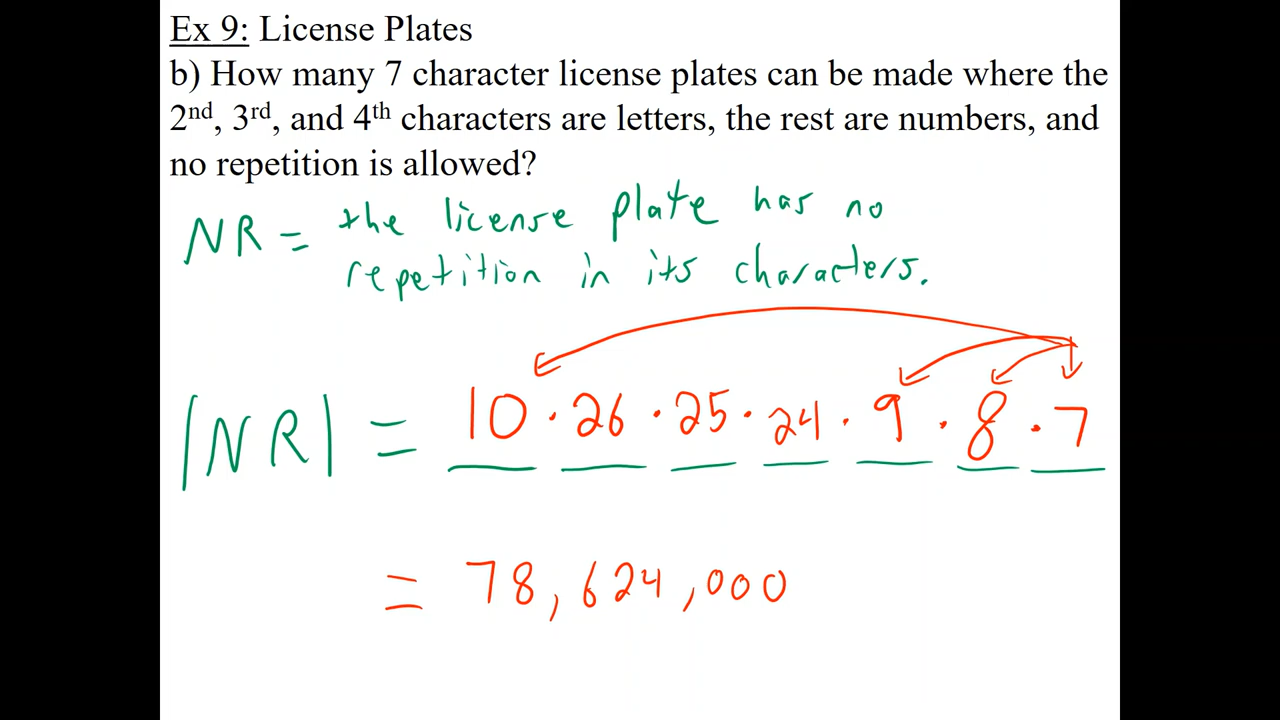 Ex 9: License Plates
b) How many 7 character license plates can be made where the
2nd, 3rd, and 4th characters are letters, the rest are numbers, and
no repetition is allowed?
NR = the license plate has no
repetition in its characters.
|NR| = 10 · 26 · 25 · 24 · 9 · 8 · 7
= 78,624,000